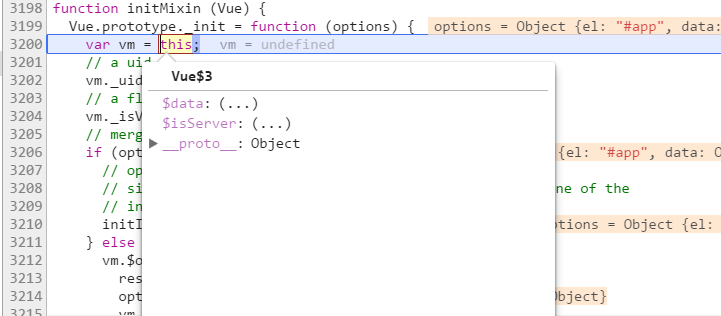 3198 function initMixin (Vue) {
3199 Vue.prototype._init = function (options) { options = Object {el: "#app", data:
3200 var vm = this; vm = undefined
3201 // a uid
3202 vm._uid
3203 // a fl
3204 vm._isV
3205 // merg
3206 if (opt {el: "#app", data: O
3207 // op
3208 // si ne of the
3209 // in
3210 initI tions = Object {el:
3211 } else
3212 vm.$o
3213 res
3214 opt bject}
3215 vm
Vue$3
$data: (...)
$isServer: (...)
__proto__: Object